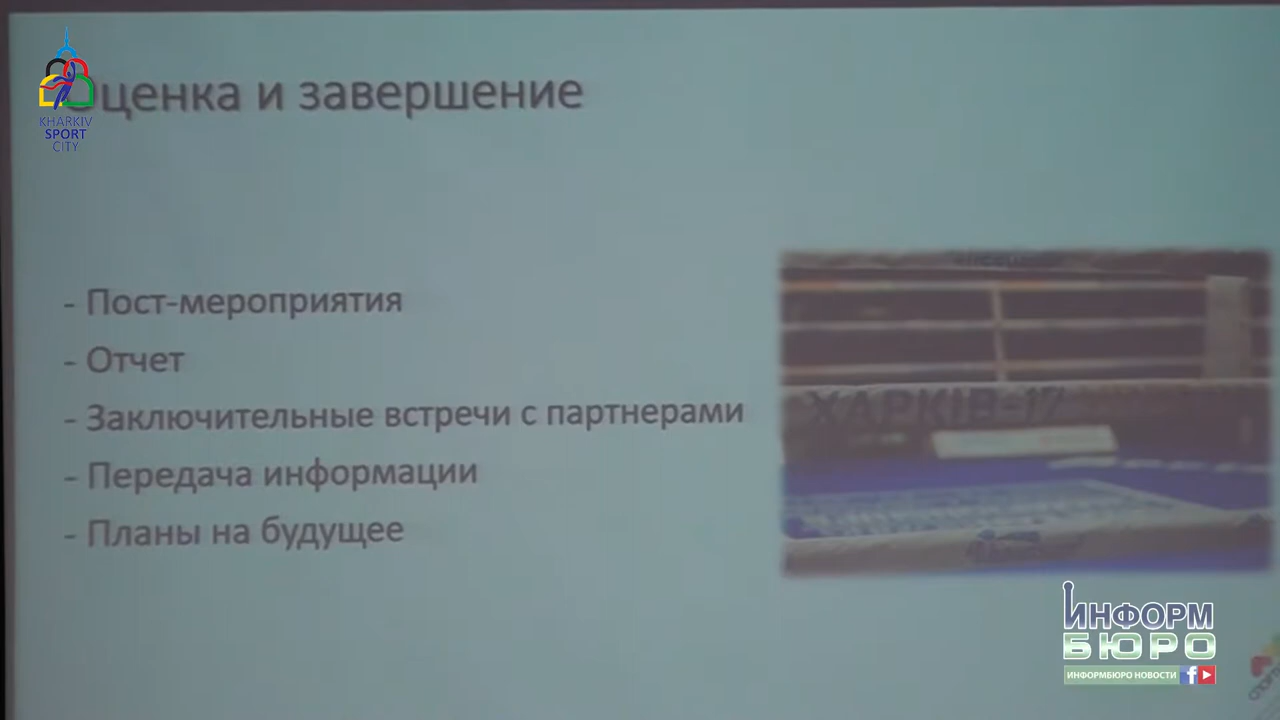 Оценка и завершение
KHARKIV
SPORT
CITY
- Пост-мероприятия
- Отчет
- Заключительные встречи с партнерами
- Передача информации
- Планы на будущее
ХАРКІВ-17
ИНФОРМ
БЮРО
ИНФОРМБЮРО НОВОСТИ